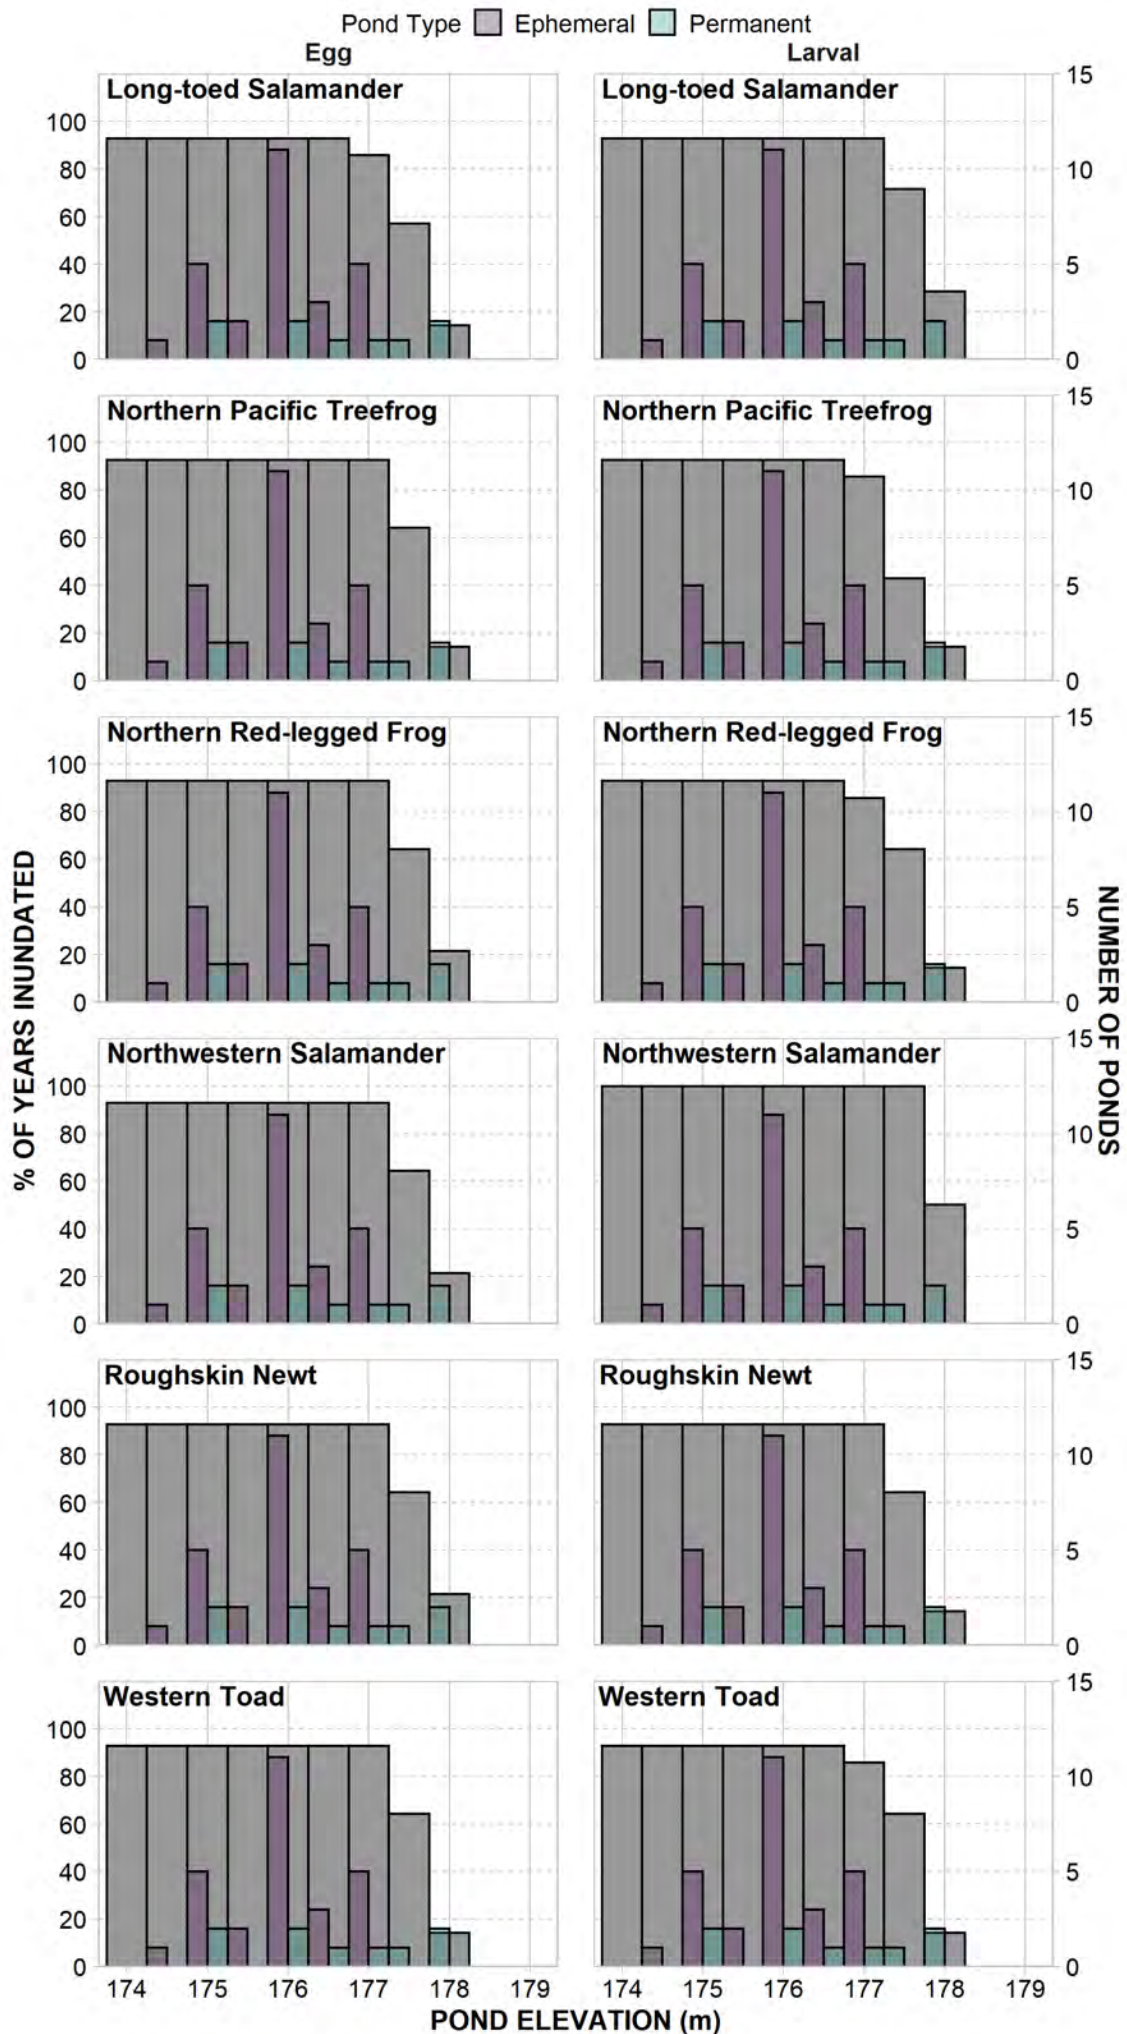 Pond Type Ephemeral Permanent
Egg Larval
Long-toed Salamander Long-toed Salamander
100 80 60 40 20 0
15 10 5 0
Northern Pacific Treefrog Northern Pacific Treefrog
100 80 60 40 20 0
15 10 5 0
Northern Red-legged Frog Northern Red-legged Frog
100 80 60 40 20 0
15 10 5 0
% OF YEARS INUNDATED
NUMBER OF PONDS
Northwestern Salamander Northwestern Salamander
100 80 60 40 20 0
15 10 5 0
Roughskin Newt Roughskin Newt
100 80 60 40 20 0
15 10 5 0
Western Toad Western Toad
100 80 60 40 20 0
15 10 5 0
174 175 176 177 178 179 174 175 176 177 178 179
POND ELEVATION (m)